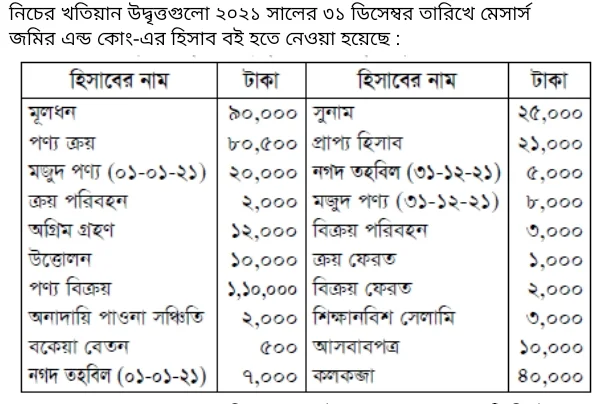 নিচের খতিয়ান উদ্বৃত্তগুলো ২০২১ সালের ৩১ ডিসেম্বর তারিখে মেসার্স
জমির এন্ড কোং-এর হিসাব বই হতে নেওয়া হয়েছে :
হিসাবের নাম টাকা হিসাবের নাম টাকা
মূলধন ৯০,০০০ সুনাম ২৫,০০০
পণ্য ক্রয় ৮০,৫০০ প্রাপ্য হিসাব ২১,০০০
মজুদ পণ্য (০১-০১-২১) ২০,০০০ নগদ তহবিল (৩১-১২-২১) ৫,০০০
ক্রয় পরিবহন ২,০০০ মজুদ পণ্য (৩১-১২-২১) ৮,০০০
অগ্রিম গ্রহণ ১২,০০০ বিক্রয় পরিবহন ৩,০০০
উত্তোলন ১০,০০০ ক্রয় ফেরত ১,০০০
পণ্য বিক্রয় ১,১০,০০০ বিক্রয় ফেরত ২,০০০
অনাদায়ি পাওনা সঞ্চিতি ২,০০০ শিক্ষানবিশ সেলামি ৩,০০০
বকেয়া বেতন ৫০০ আসবাবপত্র ১০,০০০
নগদ তহবিল (০১-০১-২১) ৭,০০০ কলকব্জা ৪০,০০০